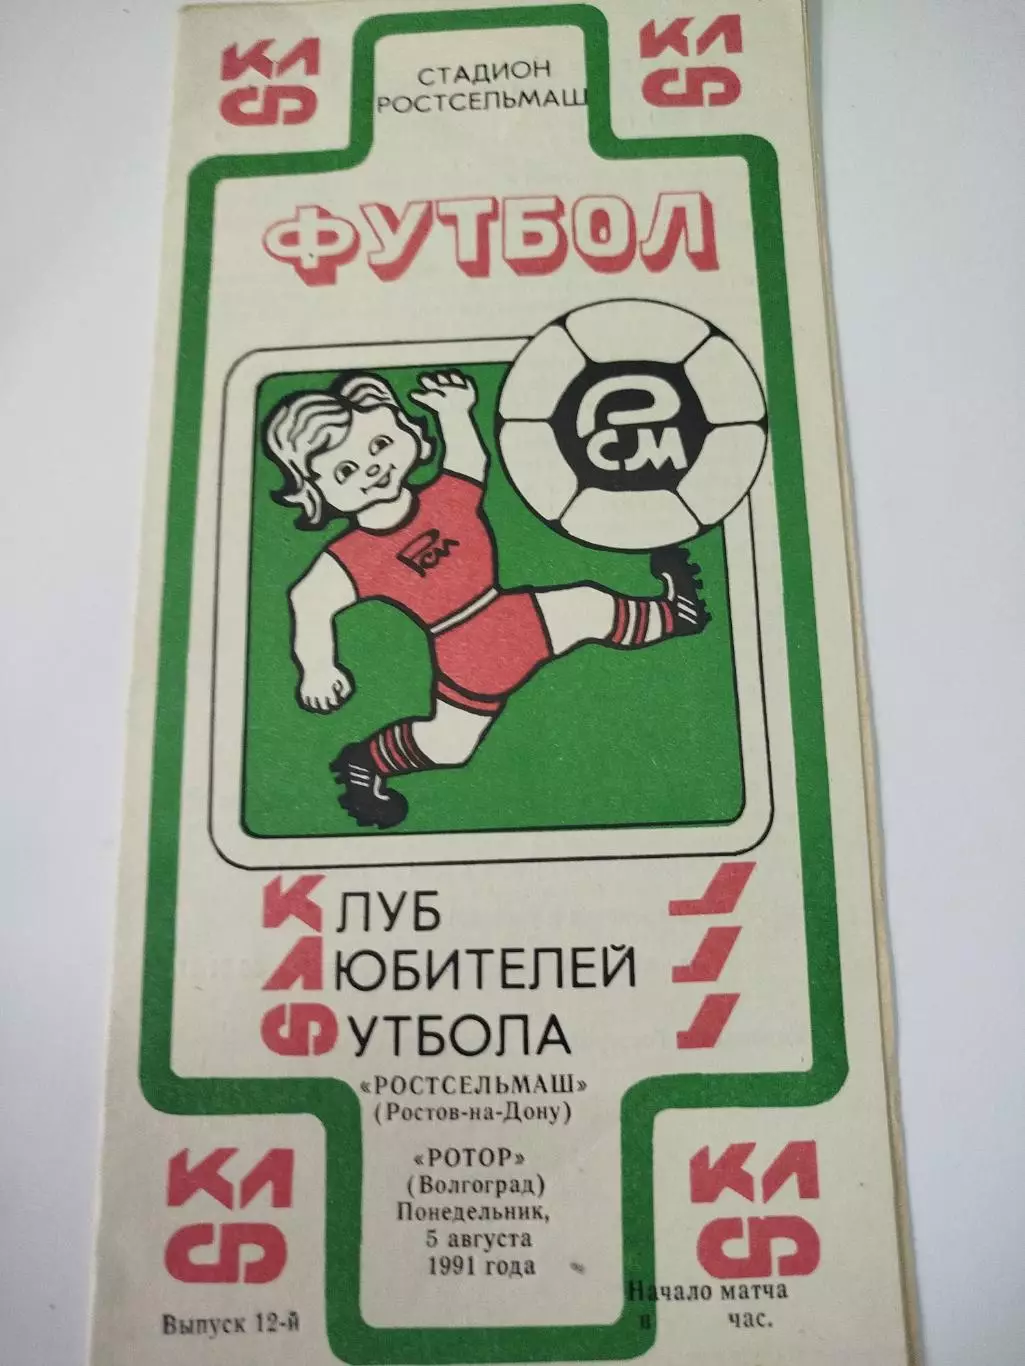 КЛФ
КЛФ
СТАДИОН
РОСТСЕЛЬМАШ
ФУТБОЛ
РСМ
Рсм
КЛУБ
ЛЮБИТЕЛЕЙ
ФУТБОЛА
«РОСТСЕЛЬМАШ»
(Ростов-на-Дону)
«РОТОР»
(Волгоград)
Понедельник,
5 августа
1991 года
КЛФ
КЛФ
Выпуск 12-й
Начало матча
в час.